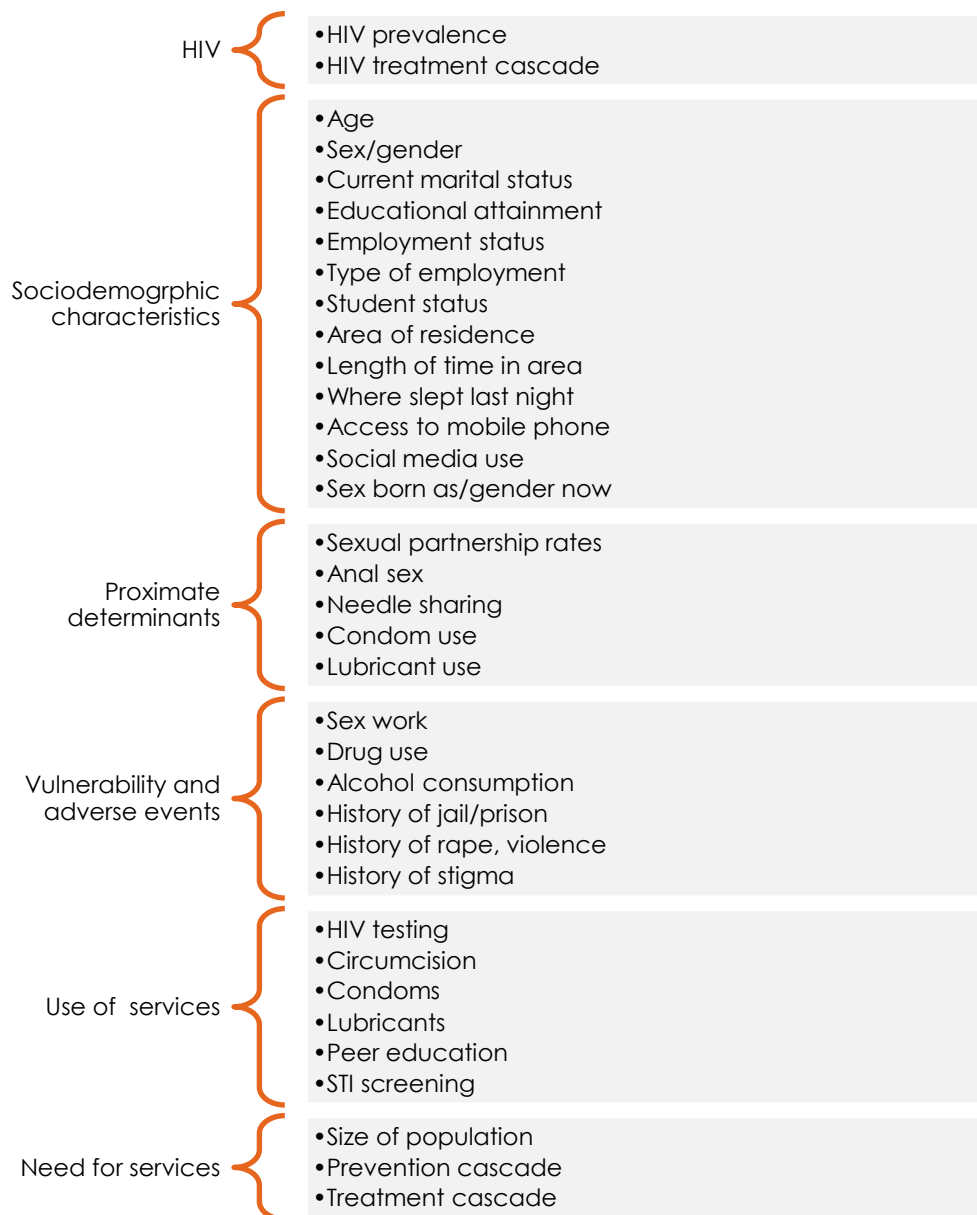 HIV
•HIV prevalence
•HIV treatment cascade
Sociodemogrphic
characteristics
•Age
•Sex/gender
•Current marital status
•Educational attainment
•Employment status
•Type of employment
•Student status
•Area of residence
•Length of time in area
•Where slept last night
•Access to mobile phone
•Social media use
•Sex born as/gender now
Proximate
determinants
•Sexual partnership rates
•Anal sex
•Needle sharing
•Condom use
•Lubricant use
Vulnerability and
adverse events
•Sex work
•Drug use
•Alcohol consumption
•History of jail/prison
•History of rape, violence
•History of stigma
Use of  services
•HIV testing
•Circumcision
•Condoms
•Lubricants
•Peer education
•STI screening
Need for services
•Size of population
•Prevention cascade
•Treatment cascade